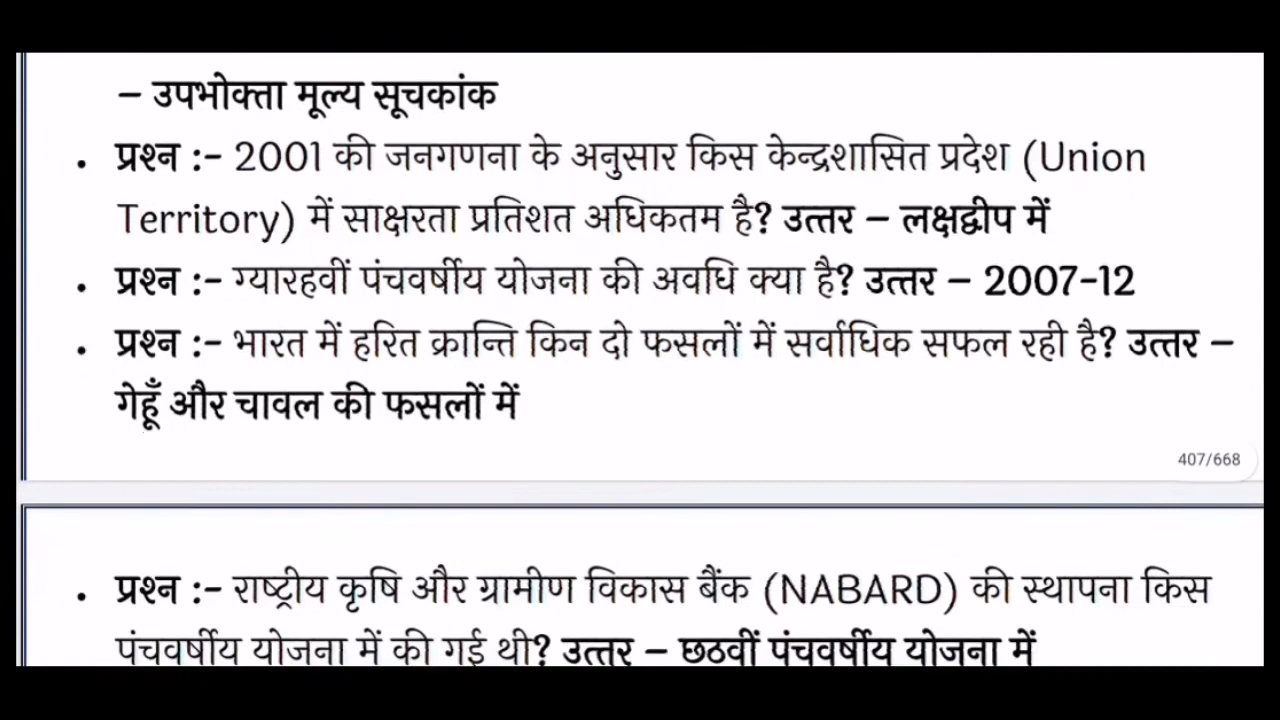 – उपभोक्ता मूल्य सूचकांक
• प्रश्न :- 2001 की जनगणना के अनुसार किस केन्द्रशासित प्रदेश (Union
Territory) में साक्षरता प्रतिशत अधिकतम है? उत्तर – लक्षद्वीप में
• प्रश्न :- ग्यारहवीं पंचवर्षीय योजना की अवधि क्या है? उत्तर – 2007-12
• प्रश्न :- भारत में हरित क्रान्ति किन दो फसलों में सर्वाधिक सफल रही है? उत्तर –
गेहूँ और चावल की फसलों में
407/668
• प्रश्न :- राष्ट्रीय कृषि और ग्रामीण विकास बैंक (NABARD) की स्थापना किस
पंचवर्षीय योजना में की गई थी? उत्तर – छठवीं पंचवर्षीय योजना में